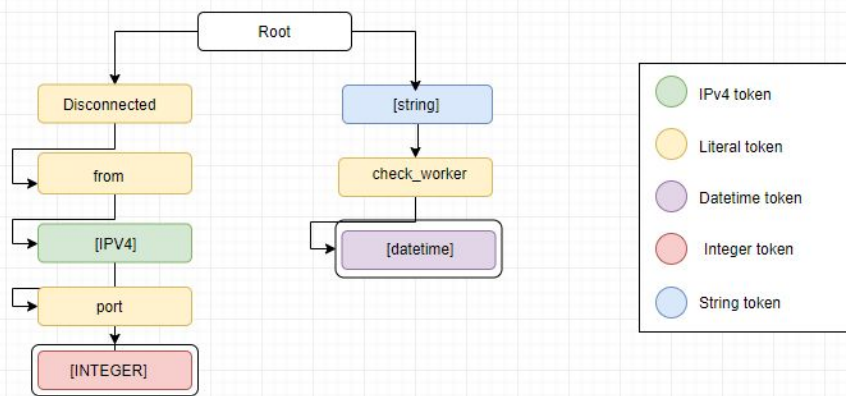 Root
Disconnected
from
[IPV4]
port
[INTEGER]
[string]
check_worker
[datetime]
IPv4 token
Literal token
Datetime token
Integer token
String token